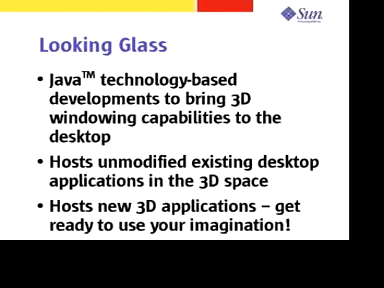 Sun
Looking Glass
• Java™ technology-based
developments to bring 3D
windowing capabilities to the
desktop
• Hosts unmodified existing desktop
applications in the 3D space
• Hosts new 3D applications – get
ready to use your imagination!